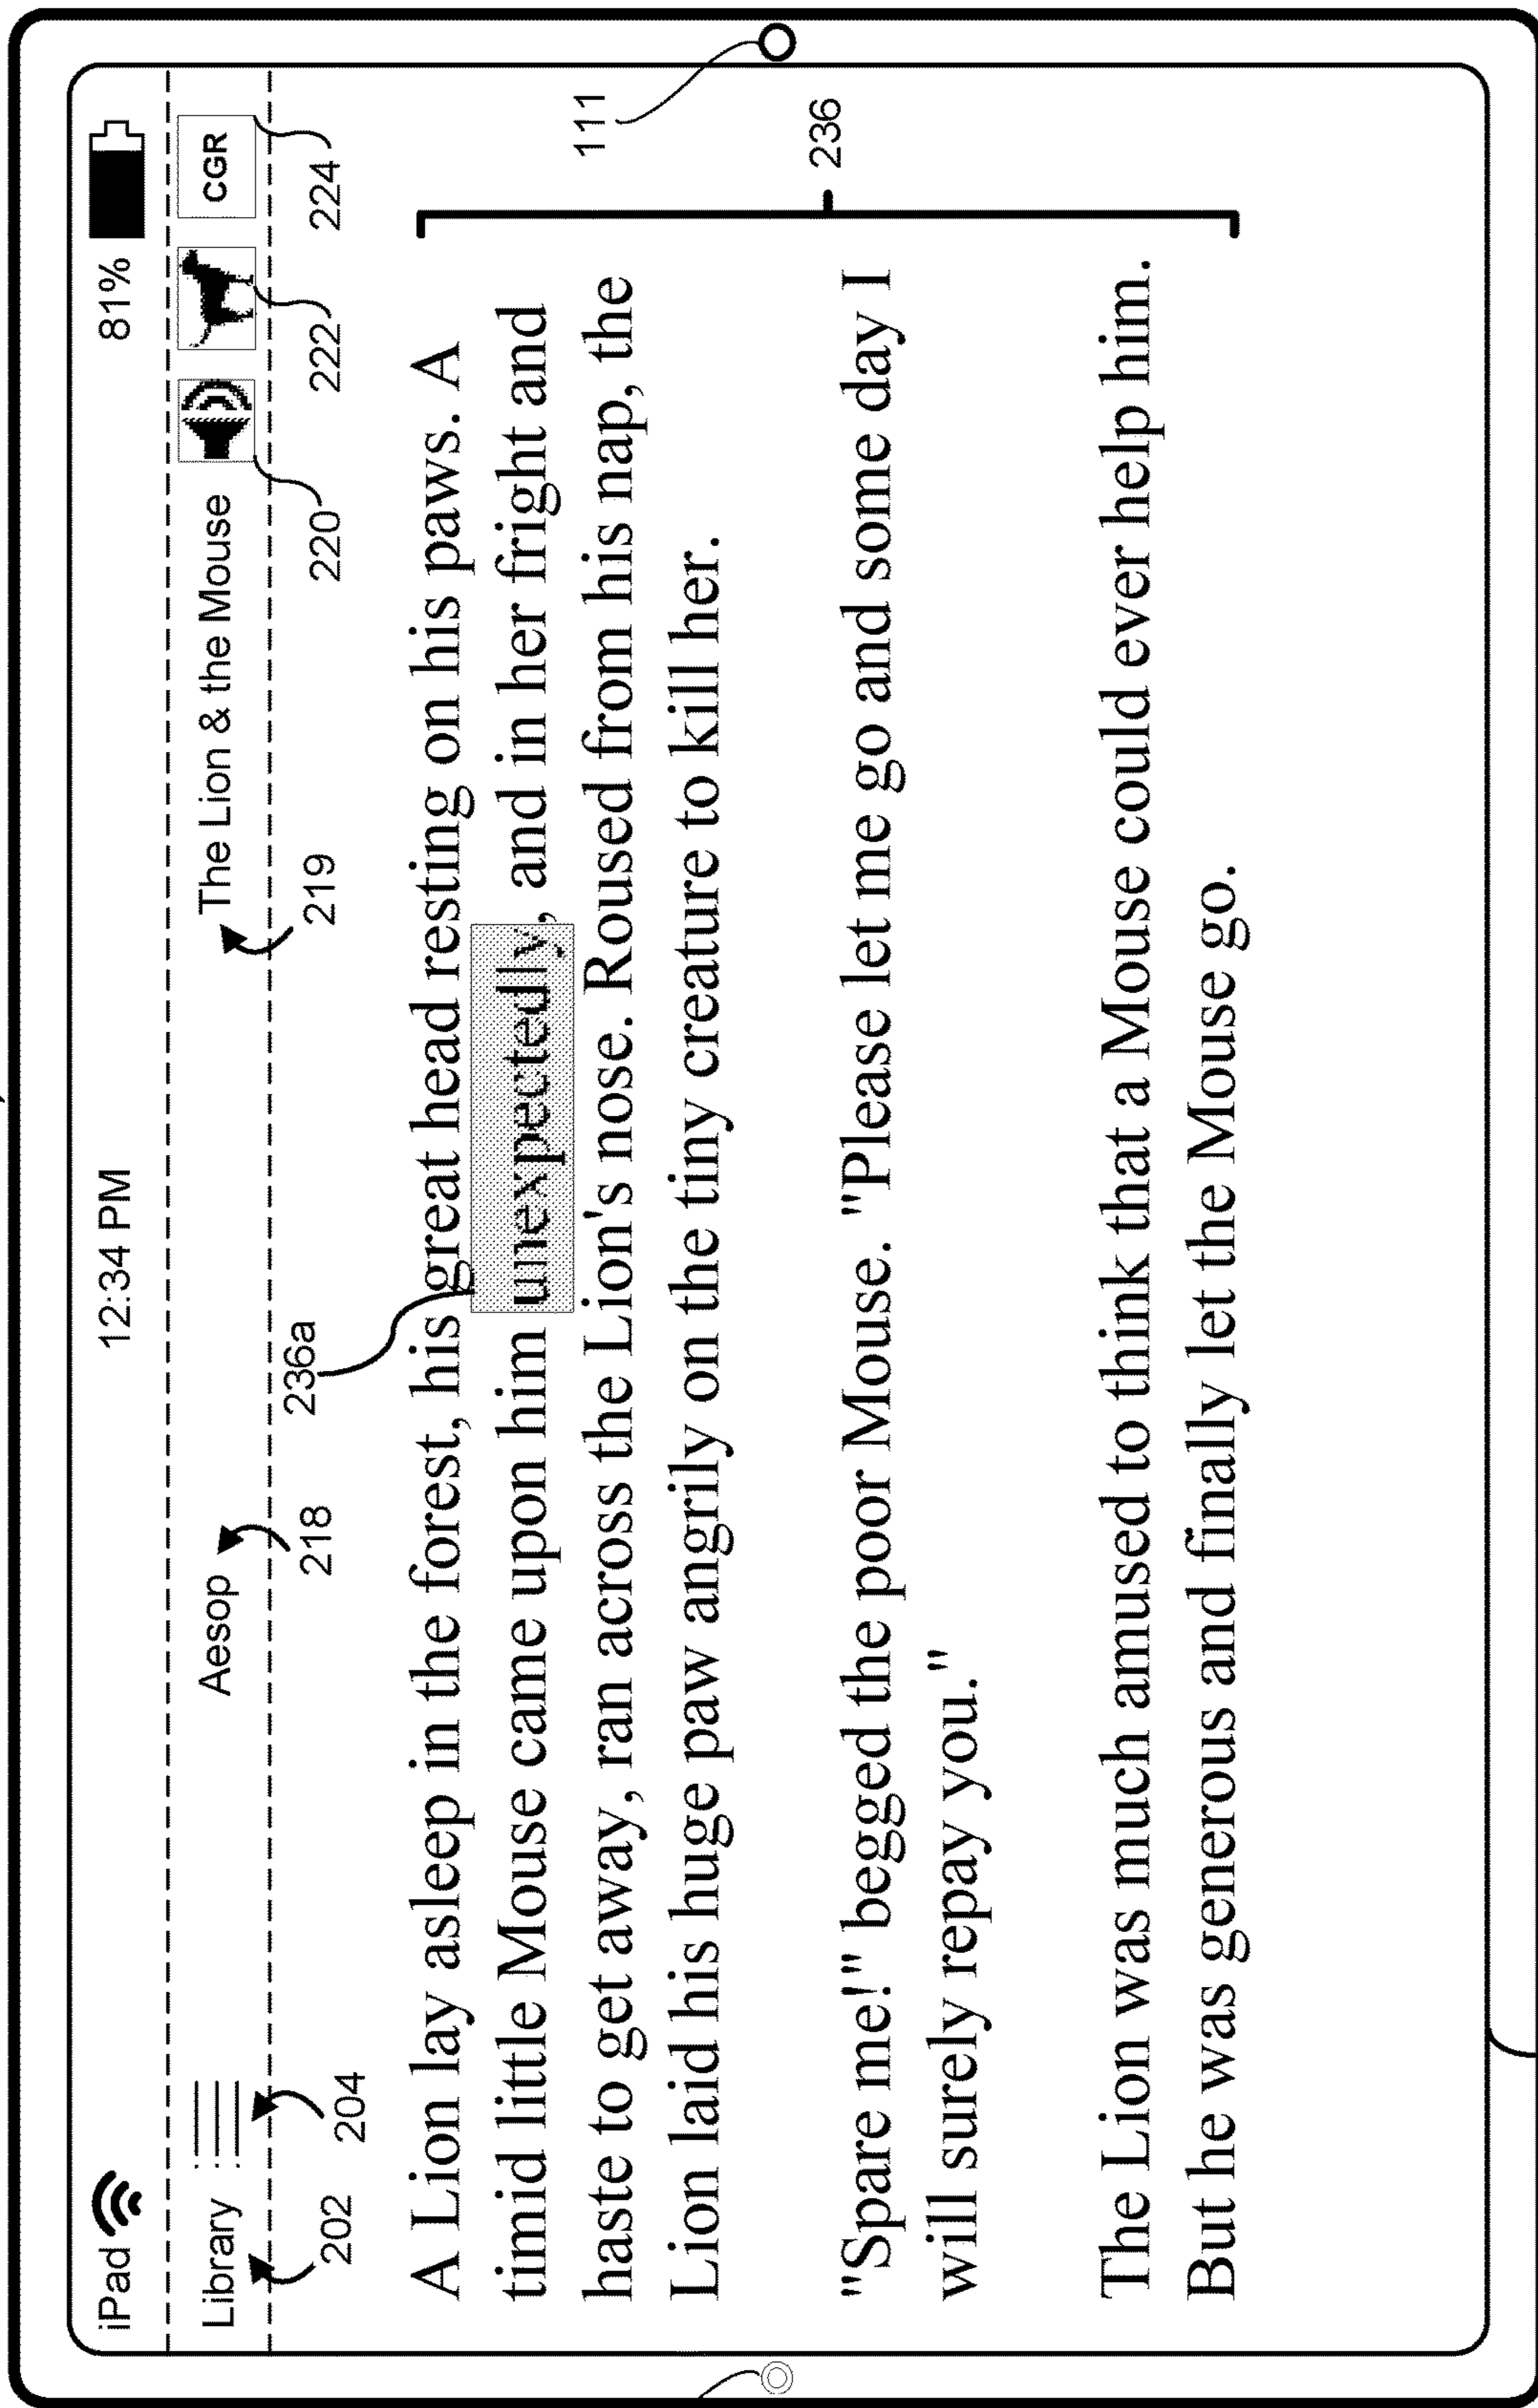 iPad 12:34 PM 81%
Library Aesop The Lion & the Mouse CGR
202 204 218 236a 219 220 222 224
A Lion lay asleep in the forest, his great head resting on his paws. A
timid little Mouse came upon him unexpectedly, and in her fright and
haste to get away, ran across the Lion's nose. Roused from his nap, the
Lion laid his huge paw angrily on the tiny creature to kill her.
111
"Spare me!" begged the poor Mouse. "Please let me go and some day I
will surely repay you."
236
The Lion was much amused to think that a Mouse could ever help him.
But he was generous and finally let the Mouse go.